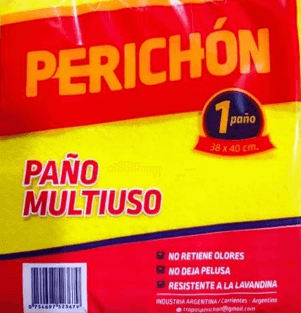 PERICHÓN
1 paño
38 x 40 cm.
PAÑO
MULTIUSO
NO RETIENE OLORES
NO DEJA PELUSA
RESISTENTE A LA LAVANDINA
INDUSTRIA ARGENTINA / Corrientes - Argentina